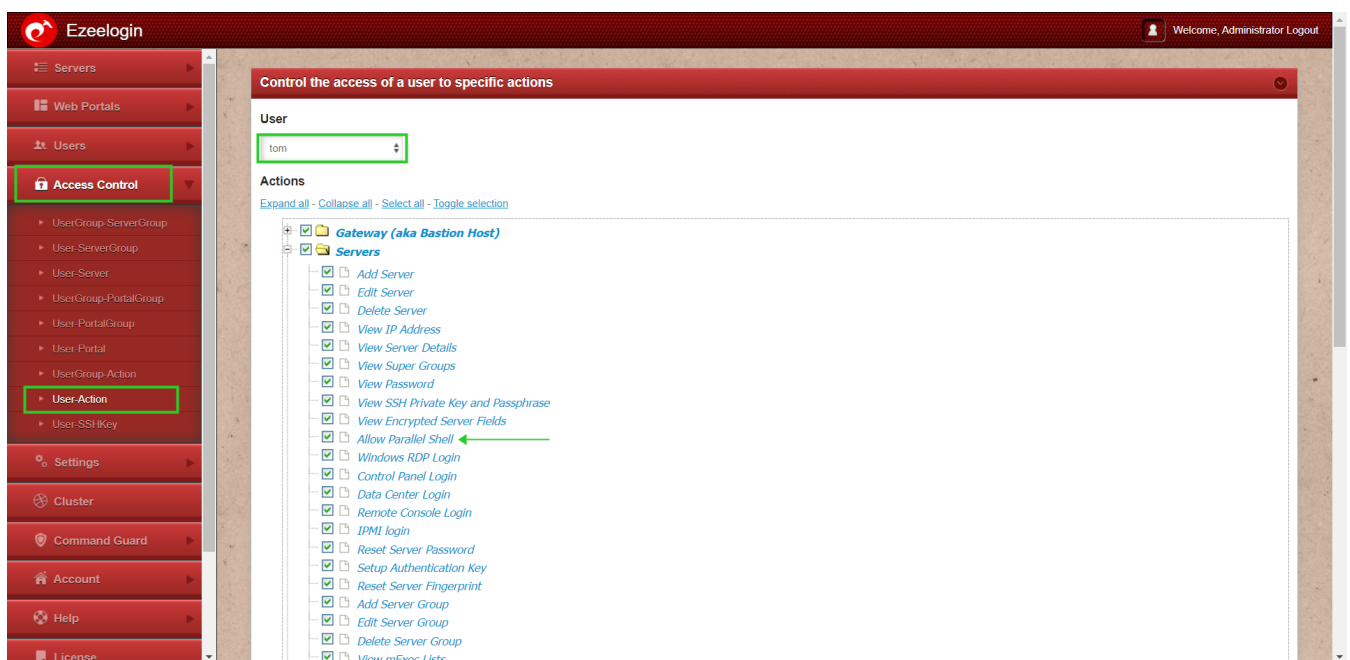 Ezeelogin
Welcome, Administrator Logout
Servers
Web Portals
Users
Access Control
UserGroup-ServerGroup
User-ServerGroup
User-Server
UserGroup-PortalGroup
User-PortalGroup
User-Portal
UserGroup-Action
User-Action
User-SSHKey
Settings
Cluster
Command Guard
Account
Help
License
Control the access of a user to specific actions
User
tom
Actions
Expand all - Collapse all - Select all - Toggle selection
Gateway (aka Bastion Host)
Servers
Add Server
Edit Server
Delete Server
View IP Address
View Server Details
View Super Groups
View Password
View SSH Private Key and Passphrase
View Encrypted Server Fields
Allow Parallel Shell
Windows RDP Login
Control Panel Login
Data Center Login
Remote Console Login
IPMI login
Reset Server Password
Setup Authentication Key
Reset Server Fingerprint
Add Server Group
Edit Server Group
Delete Server Group
View mExec Lists